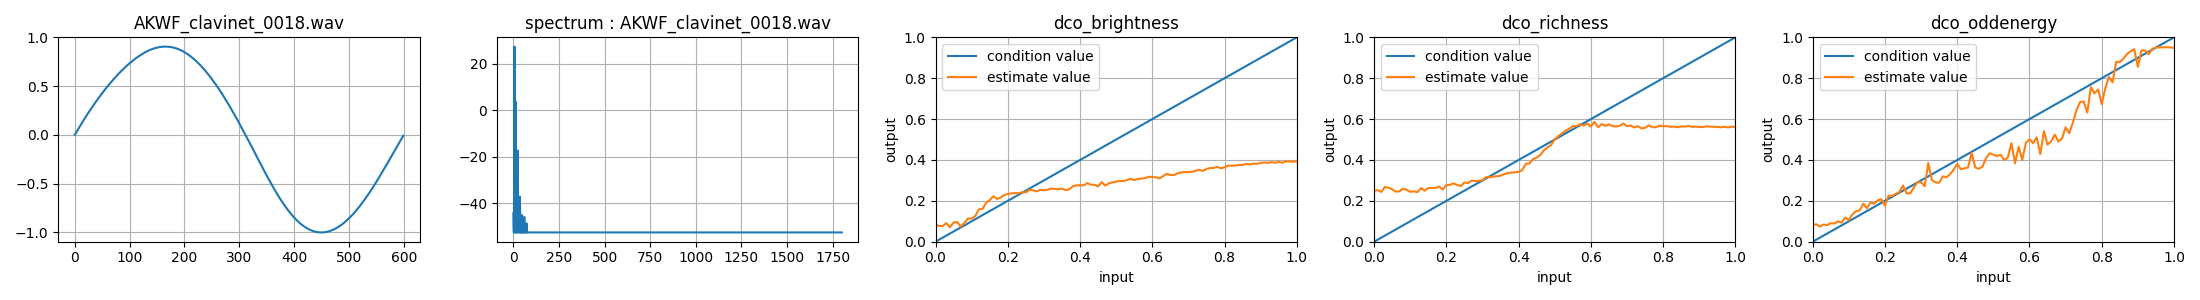 AKWF_clavinet_0018.wav
1.0
0.5
0.0
−0.5
−1.0
0 100 200 300 400 500 600
spectrum : AKWF_clavinet_0018.wav
20
0
−20
−40
0 250 500 750 1000 1250 1500 1750
dco_brightness
condition value
estimate value
output
1.0
0.8
0.6
0.4
0.2
0.0
0.0 0.2 0.4 0.6 0.8 1.0
input
dco_richness
condition value
estimate value
output
1.0
0.8
0.6
0.4
0.2
0.0
0.0 0.2 0.4 0.6 0.8 1.0
input
dco_oddenergy
condition value
estimate value
output
1.0
0.8
0.6
0.4
0.2
0.0
0.0 0.2 0.4 0.6 0.8 1.0
input